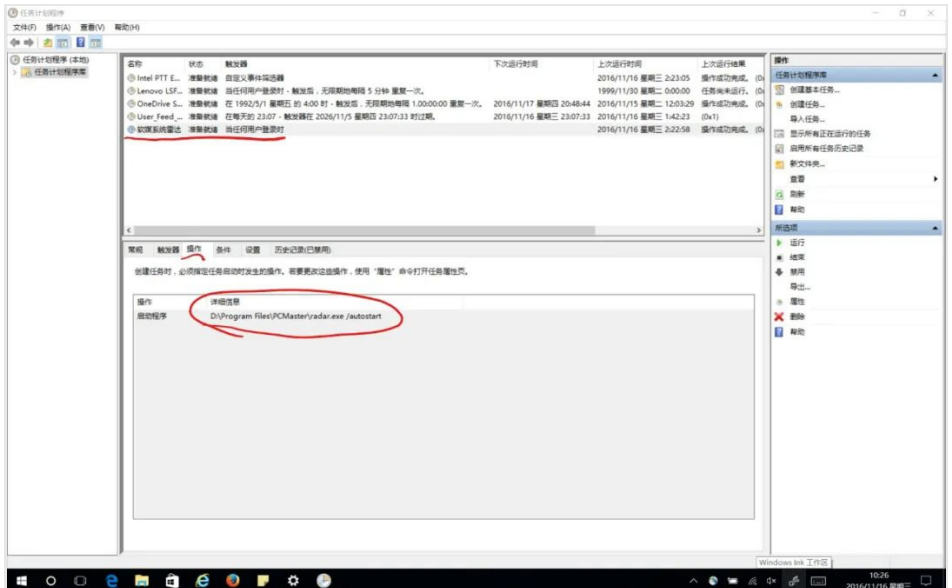 任务计划程序
文件(F) 操作(A) 查看(V) 帮助(H)
任务计划程序 (本地)
任务计划程序库
名称 状态 触发器 下次运行时间 上次运行时间 上次运行结果
Intel PTT E... 准备就绪 自定义事件筛选器 2016/11/16 星期三 2:23:05 操作成功完成。 (0x
Lenovo LSF... 准备就绪 当任何用户登录时 - 触发后，无限期地每隔 5 分钟 重复一次。 1999/11/30 星期二 0:00:00 任务尚未运行。 (0x
OneDrive S... 准备就绪 在 1992/5/1 星期五 的 4:00 时 - 触发后，无限期地每隔 1.00:00:00 重复一次。 2016/11/17 星期四 20:48:44 2016/11/15 星期二 12:03:29 操作成功完成。 (0x
User_Feed_... 准备就绪 在每天的 23:07 - 触发器在 2026/11/5 星期四 23:07:33 时过期。 2016/11/16 星期三 23:07:33 2016/11/16 星期三 1:42:23 (0x1)
软媒系统雷达 准备就绪 当任何用户登录时 2016/11/16 星期三 2:22:58 操作成功完成。 (0x
常规 触发器 操作 条件 设置 历史记录(已禁用)
创建任务时，必须指定任务启动时发生的操作。若要更改这些操作，使用“属性”命令打开任务属性页。
操作 详细信息
启动程序 D:\Program Files\PCMaster\radar.exe /autostart
操作
任务计划程序库
创建基本任务...
创建任务...
导入任务...
显示所有正在运行的任务
启用所有任务历史记录
新文件夹...
查看
刷新
帮助
所选项
运行
结束
禁用
导出...
属性
删除
帮助
Windows Ink 工作区
10:26
2016/11/16 星期三